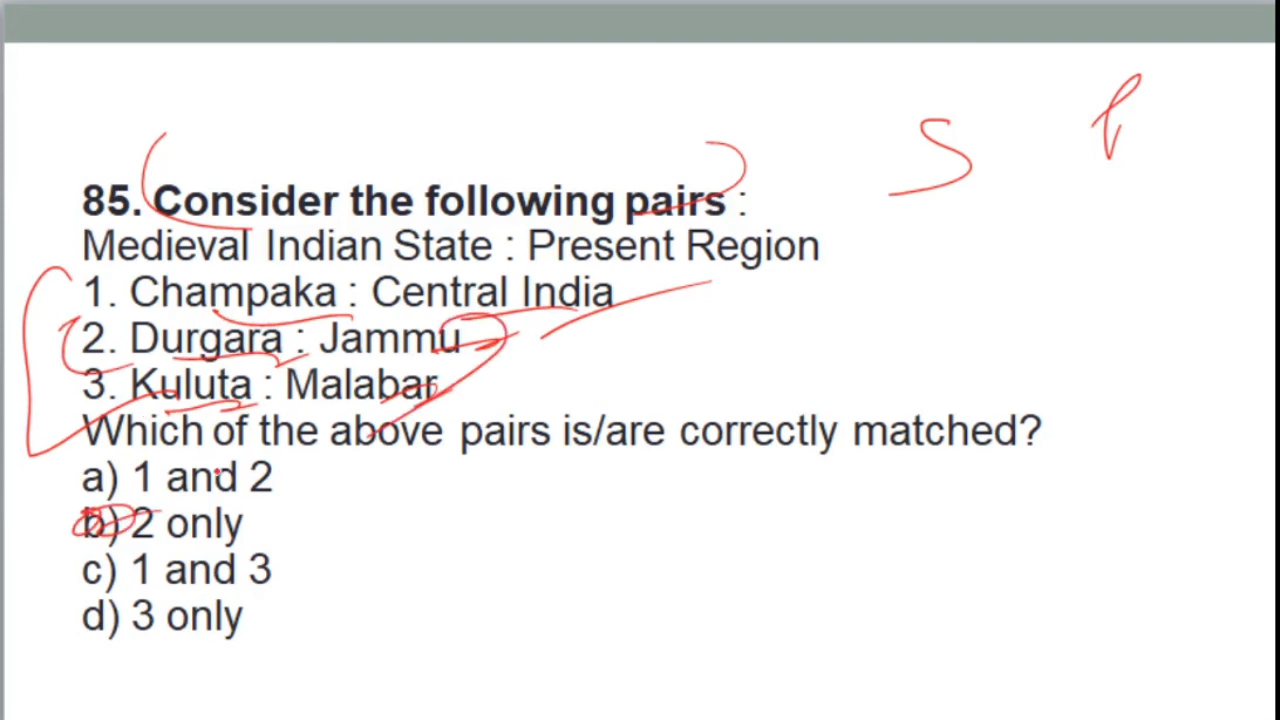 S
85. Consider the following pairs :
Medieval Indian State : Present Region
1. Champaka : Central India
2. Durgara : Jammu
3. Kuluta : Malabar
Which of the above pairs is/are correctly matched?
a) 1 and 2
b) 2 only
c) 1 and 3
d) 3 only